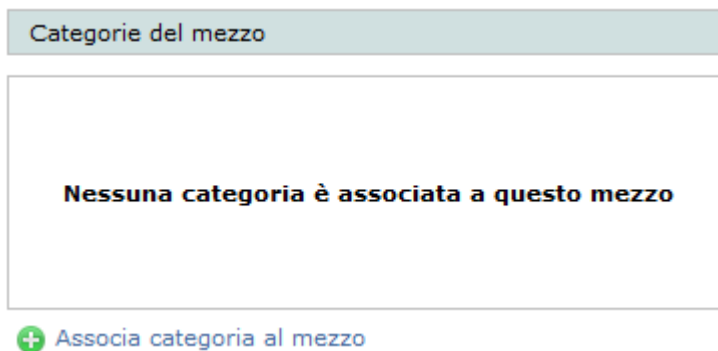 Categorie del mezzo
Nessuna categoria è associata a questo mezzo
Associa categoria al mezzo